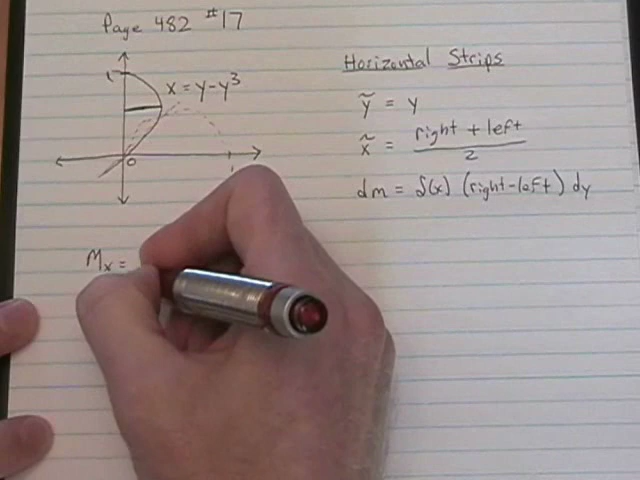 Page 482 #17
1
x = y - y³
0
1
Horizontal Strips
ỹ = y
x̃ = right + left / 2
dm = δ(x) (right - left) dy
Mx =